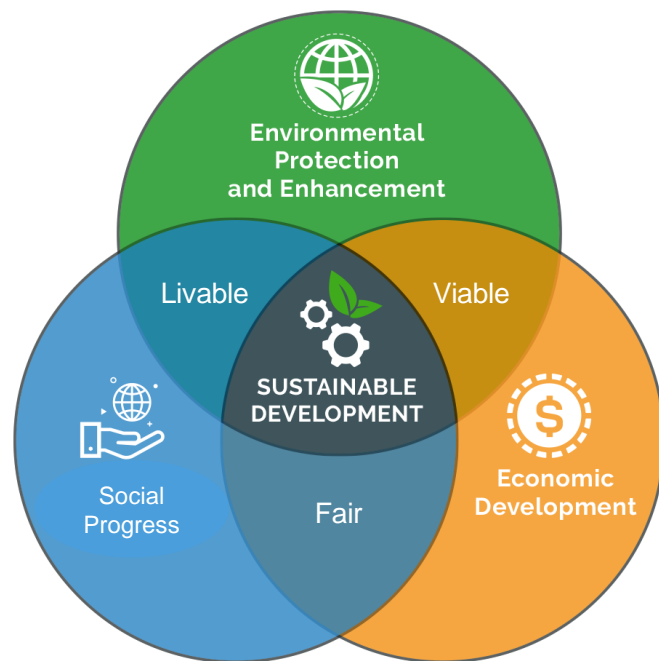 Environmental
Protection
and Enhancement
Livable
Viable
SUSTAINABLE
DEVELOPMENT
$
Social
Progress
Economic
Development
Fair